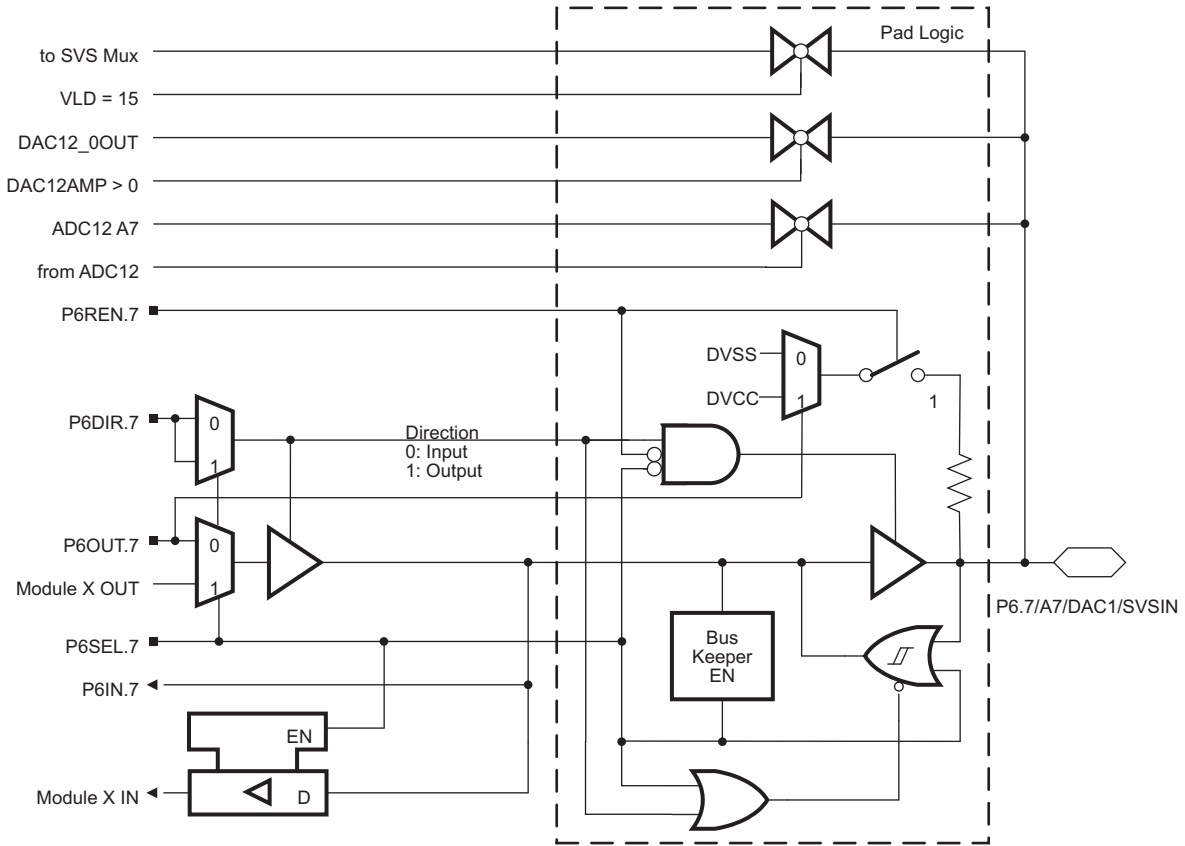 Pad Logic
to SVS Mux
VLD = 15
DAC12_0OUT
DAC12AMP > 0
ADC12 A7
from ADC12
P6REN.7
DVSS
0
DVCC
1
1
P6DIR.7
0
1
Direction
0: Input
1: Output
P6OUT.7
0
Module X OUT
1
P6.7/A7/DAC1/SVSIN
P6SEL.7
Bus
Keeper
EN
P6IN.7
EN
Module X IN
D